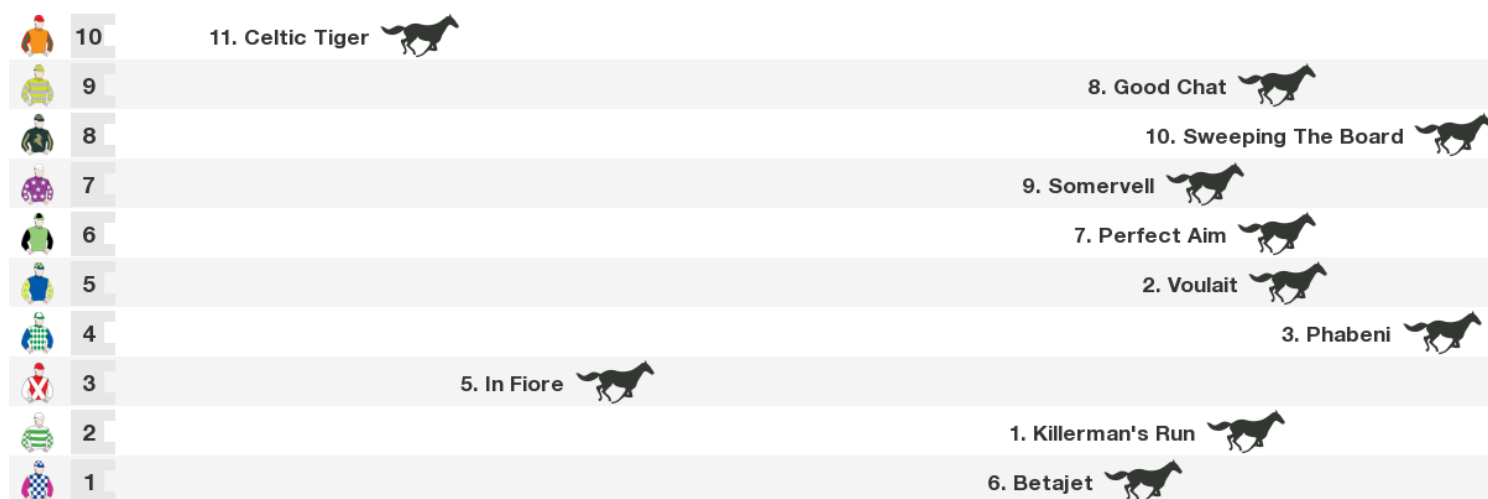 10 11. Celtic Tiger
9 8. Good Chat
8 10. Sweeping The Board
7 9. Somervell
6 7. Perfect Aim
5 2. Voulait
4 3. Phabeni
3 5. In Fiore
2 1. Killerman's Run
1 6. Betajet